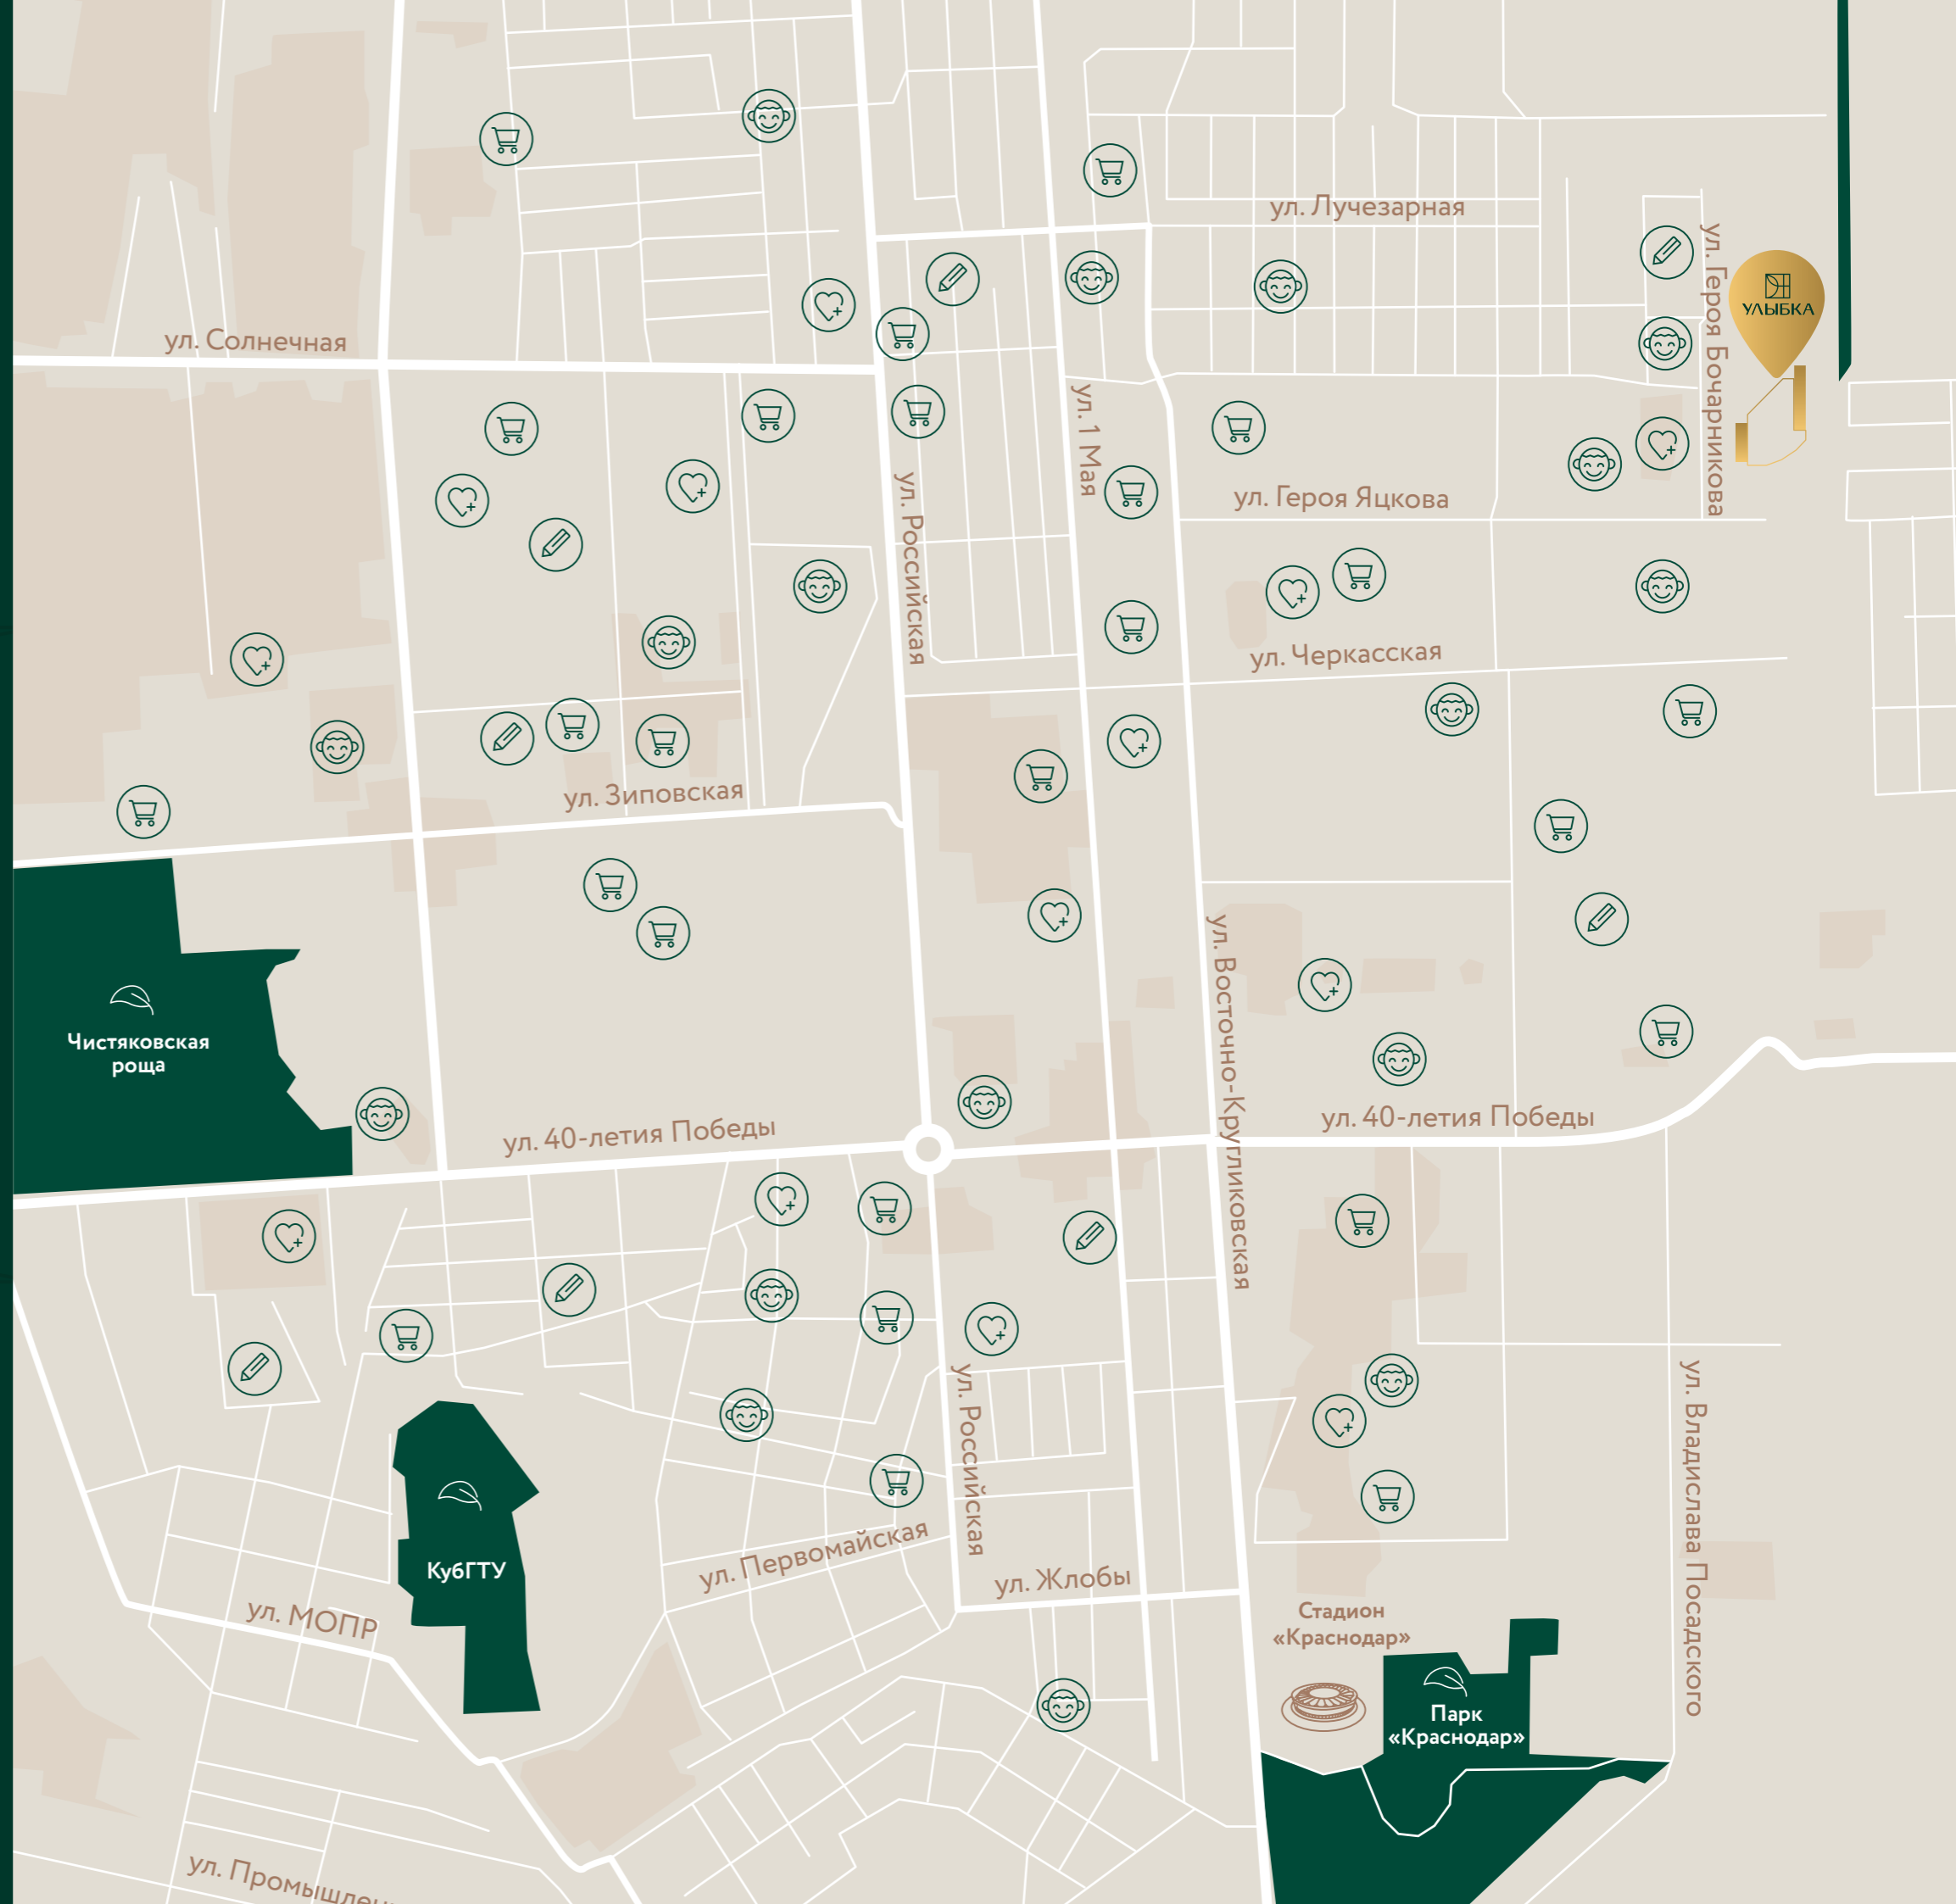 ул. Лучезарная
ул. Героя Бочарникова
УЛЫБКА
ул. Солнечная
ул. 1 Мая
ул. Российская
ул. Героя Яцкова
ул. Черкасская
ул. Зиповская
ул. Восточно-Кругликовская
Чистяковская
роща
ул. 40-летия Победы
ул. 40-летия Победы
ул. Российская
ул. Владислава Посадского
КубГТУ
ул. Первомайская
ул. Жлобы
ул. МОПР
Стадион
«Краснодар»
Парк
«Краснодар»
ул. Промышлен